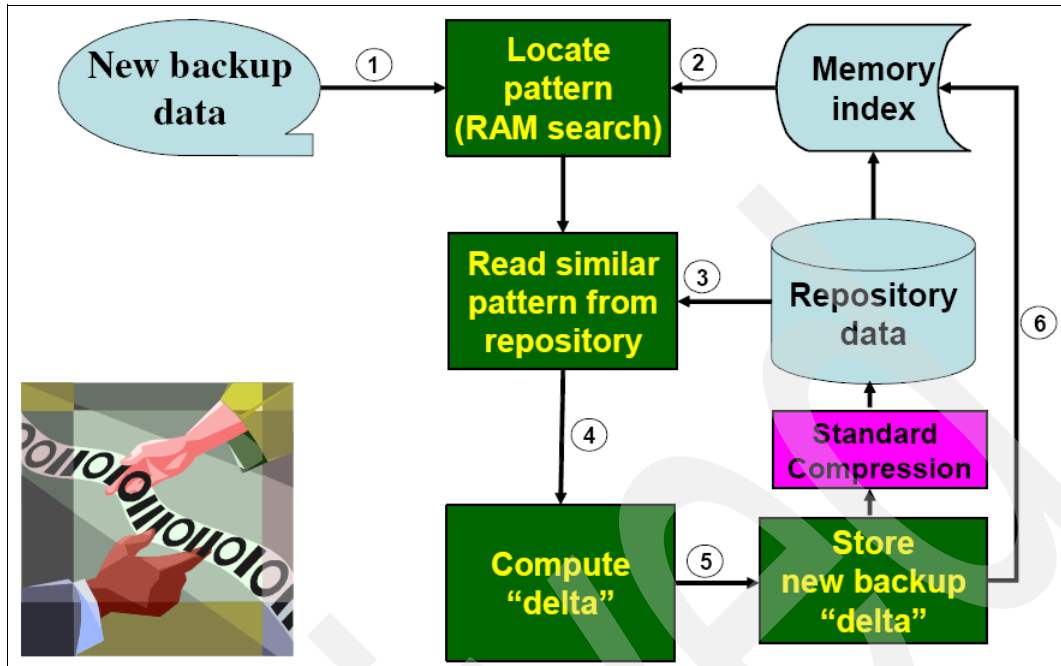 New backup
data
1
Locate
pattern
(RAM search)
2
Memory
index
Read similar
pattern from
repository
3
Repository
data
6
4
Standard
Compression
Compute
“delta”
5
Store
new backup
“delta”